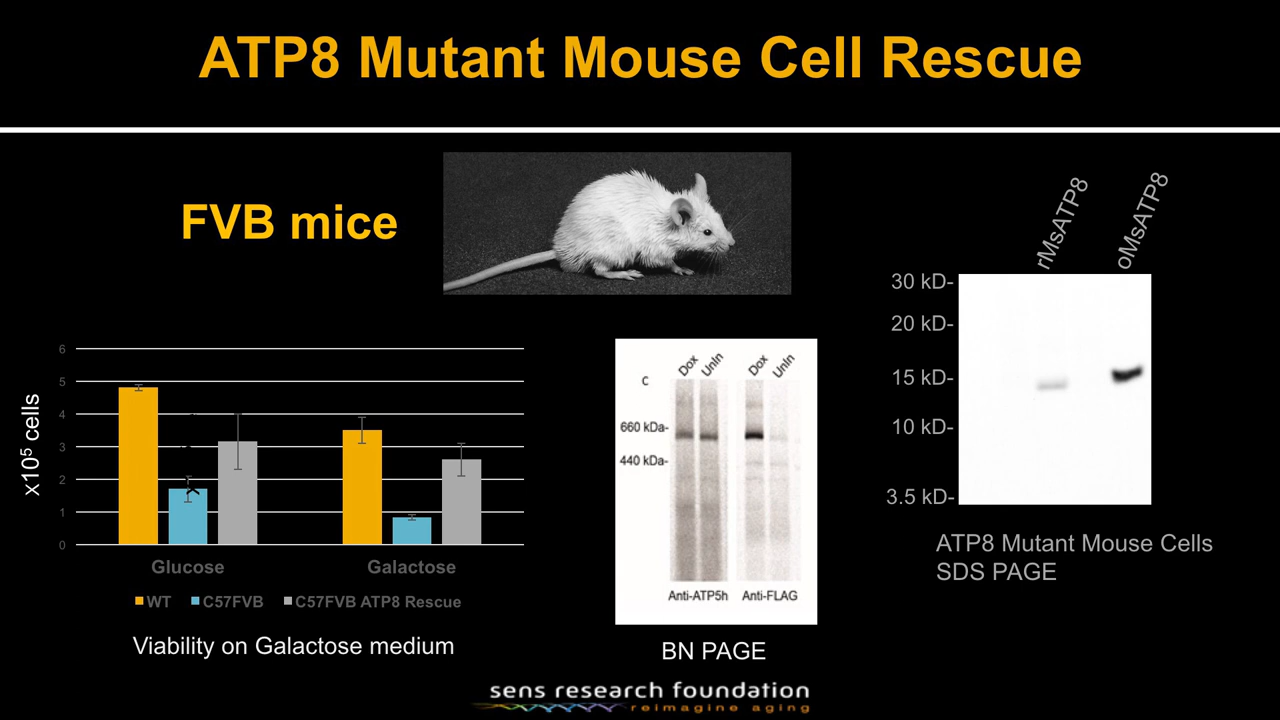 ATP8 Mutant Mouse Cell Rescue
FVB mice
rMsATP8
oMsATP8
30 kD-
20 kD-
15 kD-
10 kD-
3.5 kD-
ATP8 Mutant Mouse Cells
SDS PAGE
x10⁵ cells
6
5
4
3
2
1
0
Glucose Galactose
WT C57FVB C57FVB ATP8 Rescue
Viability on Galactose medium
Dox UnIn Dox UnIn
C
660 kDa-
440 kDa-
Anti-ATP5h Anti-FLAG
BN PAGE
sens research foundation
reimagine aging